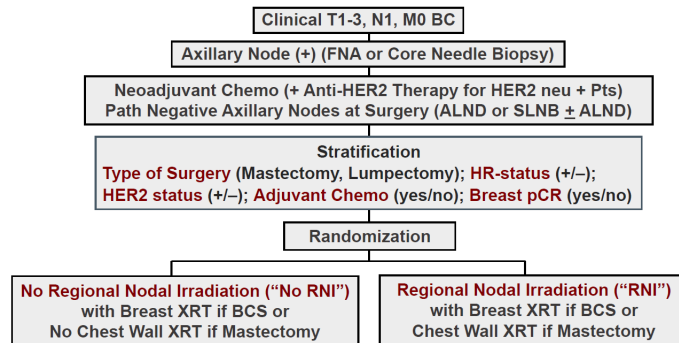 Clinical T1-3, N1, M0 BC
Axillary Node (+) (FNA or Core Needle Biopsy)
Neoadjuvant Chemo (+ Anti-HER2 Therapy for HER2 neu + Pts)
Path Negative Axillary Nodes at Surgery (ALND or SLNB ± ALND)
Stratification
Type of Surgery (Mastectomy, Lumpectomy); HR-status (+/–);
HER2 status (+/–); Adjuvant Chemo (yes/no); Breast pCR (yes/no)
Randomization
No Regional Nodal Irradiation (“No RNI”)
with Breast XRT if BCS or
No Chest Wall XRT if Mastectomy
Regional Nodal Irradiation (“RNI”)
with Breast XRT if BCS or
Chest Wall XRT if Mastectomy